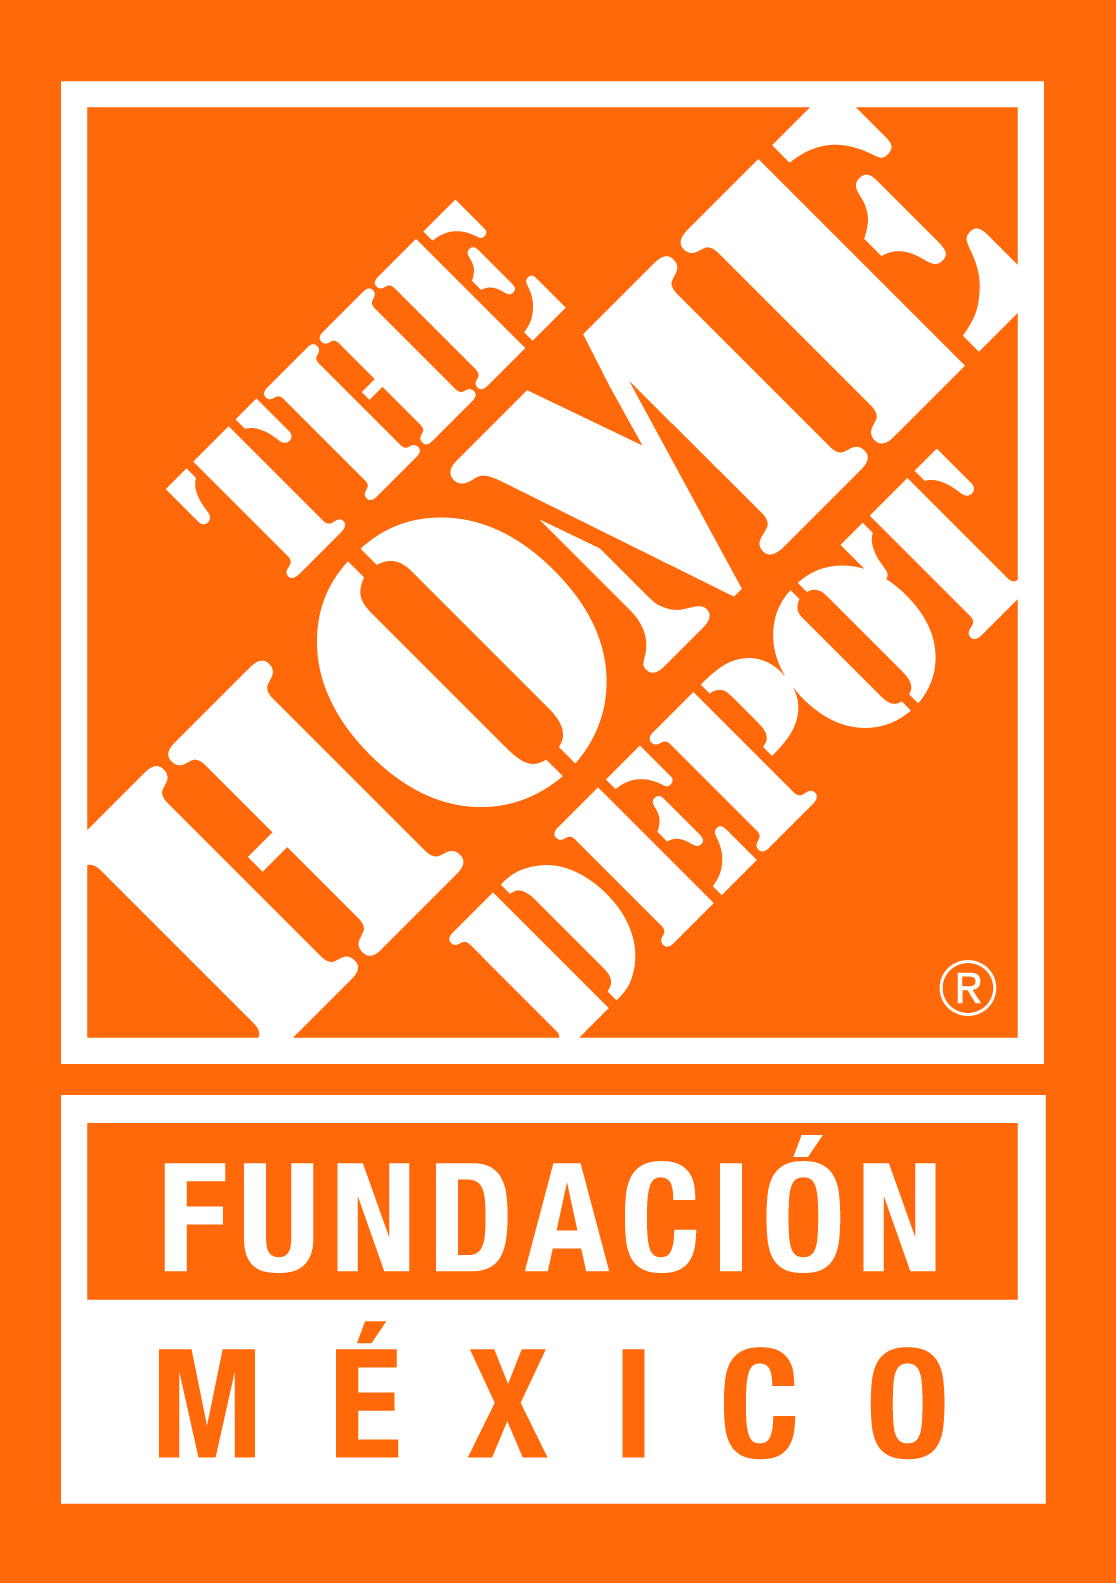 THE
HOME
DEPOT
®
FUNDACIÓN
MÉXICO